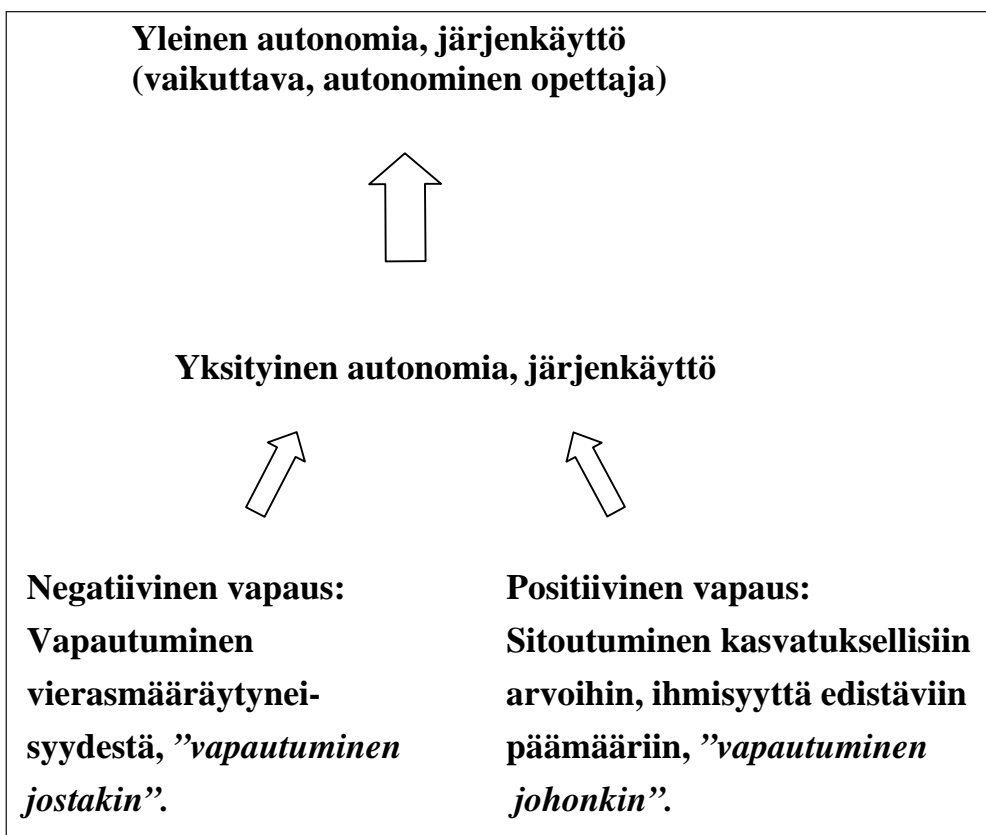 Yleinen autonomia, järjenkäyttö
(vaikuttava, autonominen opettaja)
Yksityinen autonomia, järjenkäyttö
Negatiivinen vapaus:
Vapautuminen
vierasmääräytynei-
syydestä, ”vapautuminen
jostakin”.
Positiivinen vapaus:
Sitoutuminen kasvatuksellisiin
arvoihin, ihmisyyttä edistäviin
päämääriin, ”vapautuminen
johonkin”.